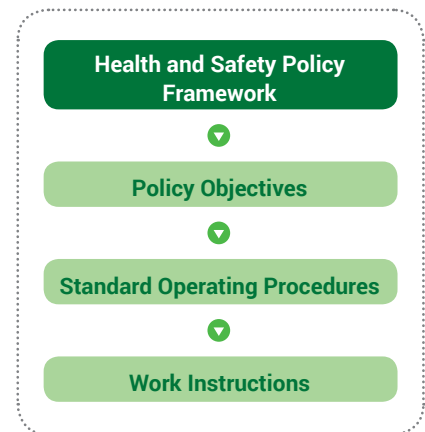 Health and Safety Policy
Framework
Policy Objectives
Standard Operating Procedures
Work Instructions